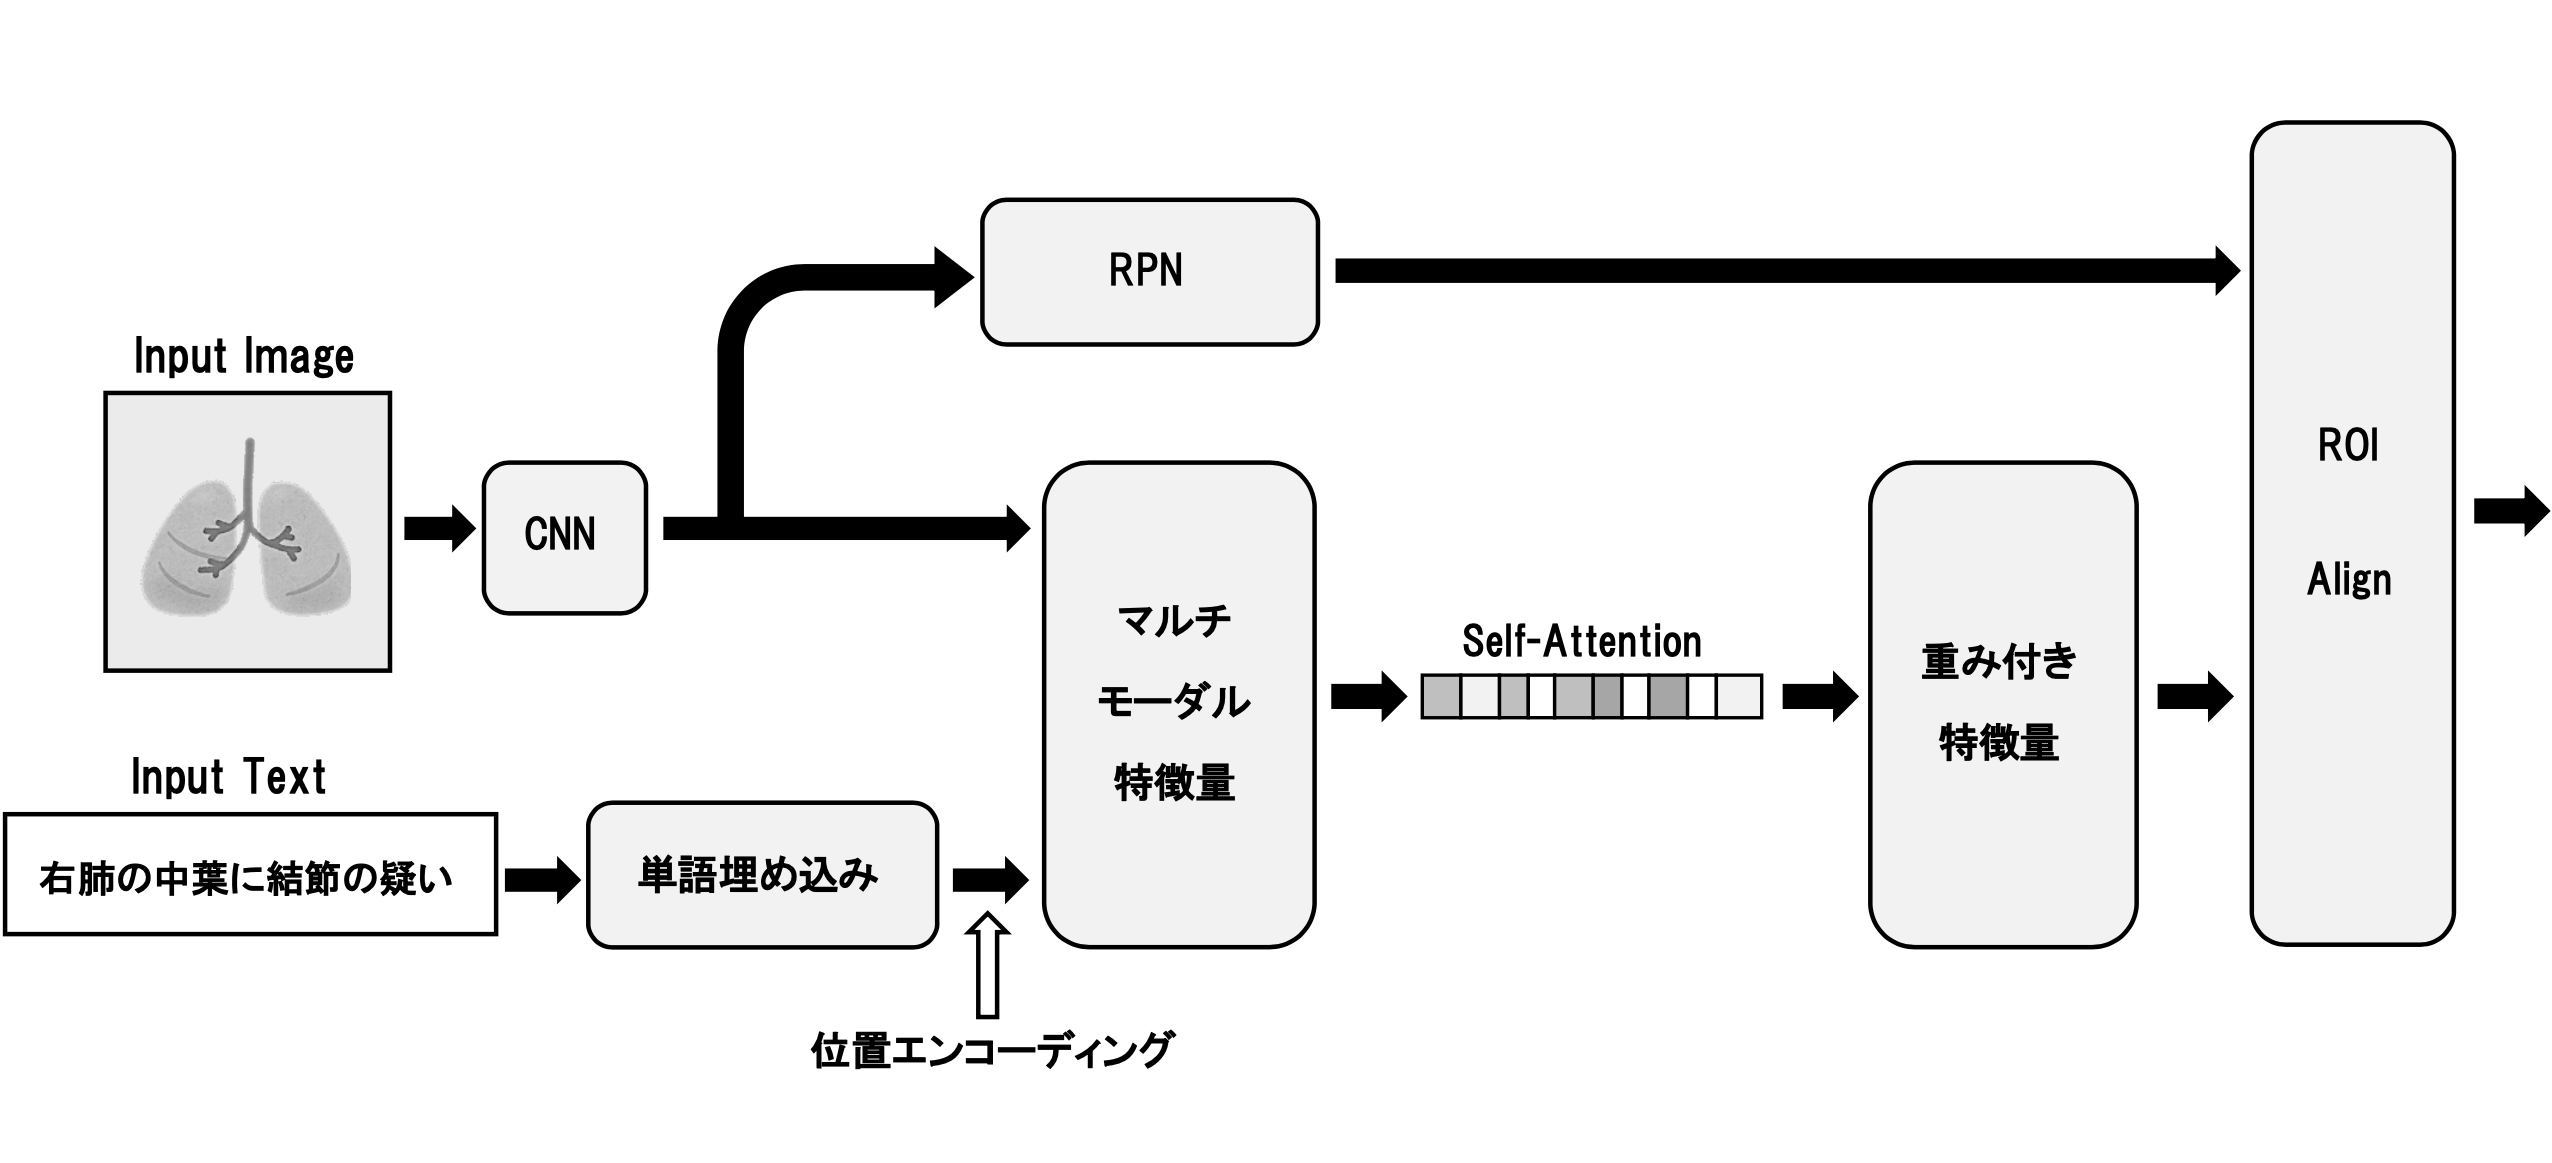 RPN
Input Image
CNN
ROI
Align
マルチ
モーダル
特徴量
Self-Attention
重み付き
特徴量
Input Text
右肺の中葉に結節の疑い
単語埋め込み
位置エンコーディング